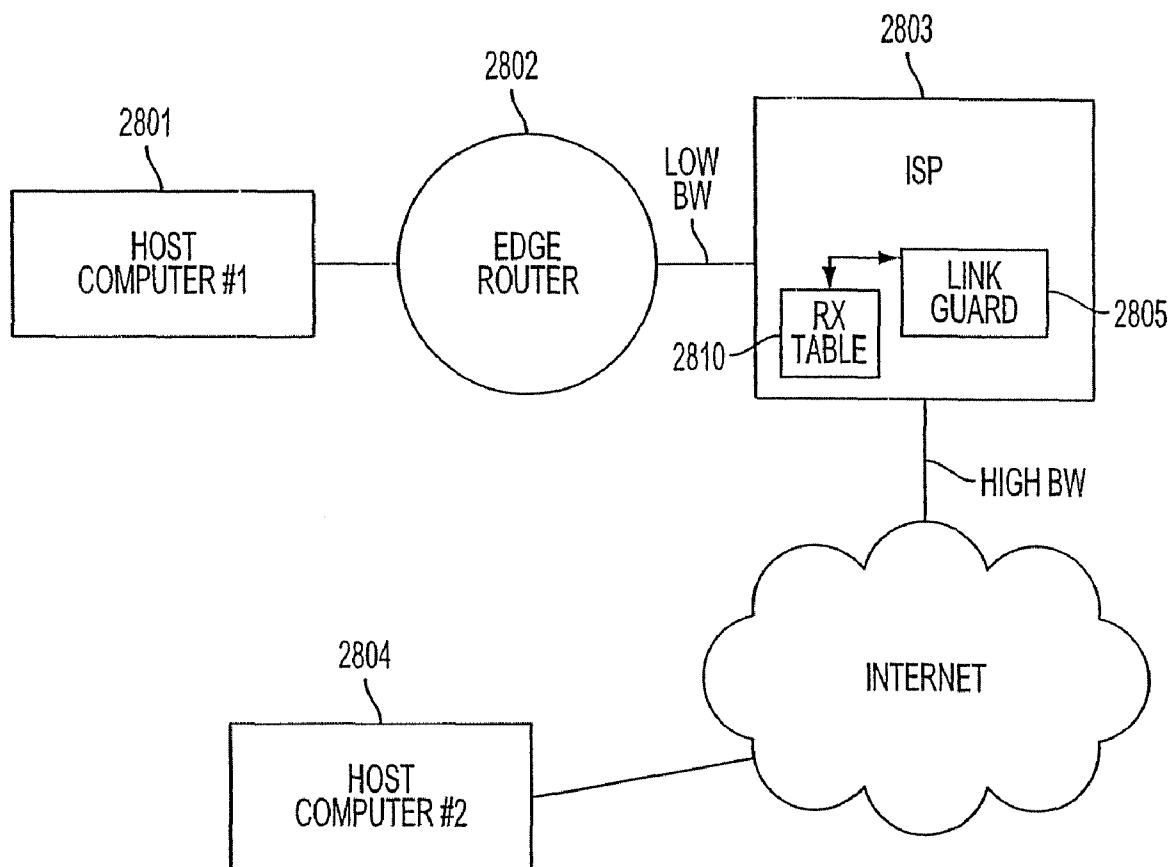 2803
2802
2801
LOW
BW
ISP
HOST
COMPUTER #1
EDGE
ROUTER
LINK
GUARD
2805
RX
TABLE
2810
HIGH BW
INTERNET
2804
HOST
COMPUTER #2